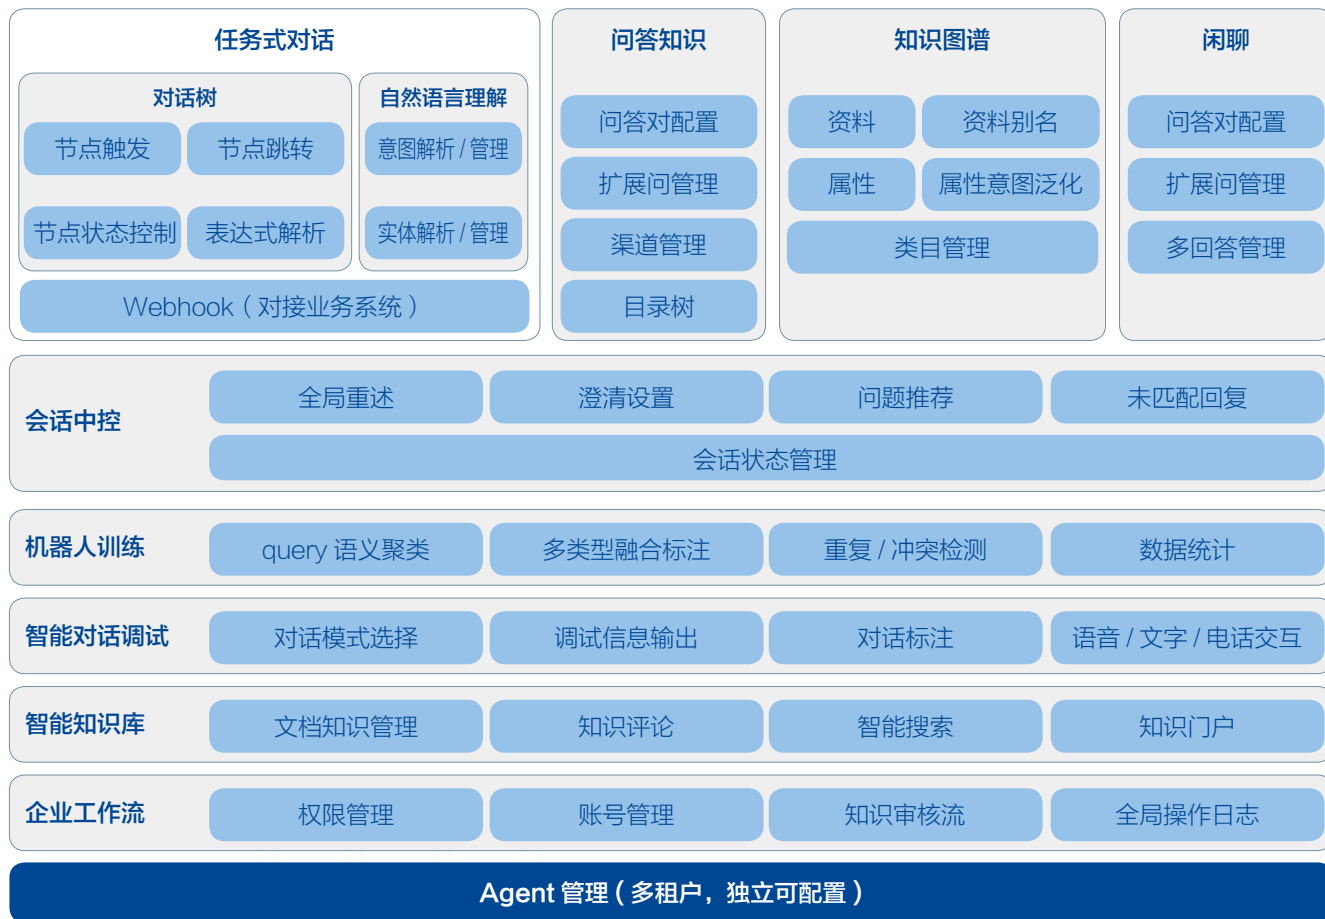 任务式对话
对话树
节点触发
节点跳转
节点状态控制
表达式解析
自然语言理解
意图解析 / 管理
实体解析 / 管理
Webhook（对接业务系统）
问答知识
问答对配置
扩展问管理
渠道管理
目录树
知识图谱
资料
资料别名
属性
属性意图泛化
类目管理
闲聊
问答对配置
扩展问管理
多回答管理
会话中控
全局重述
澄清设置
问题推荐
未匹配回复
会话状态管理
机器人训练
query 语义聚类
多类型融合标注
重复 / 冲突检测
数据统计
智能对话调试
对话模式选择
调试信息输出
对话标注
语音 / 文字 / 电话交互
智能知识库
文档知识管理
知识评论
智能搜索
知识门户
企业工作流
权限管理
账号管理
知识审核流
全局操作日志
Agent 管理（多租户，独立可配置）